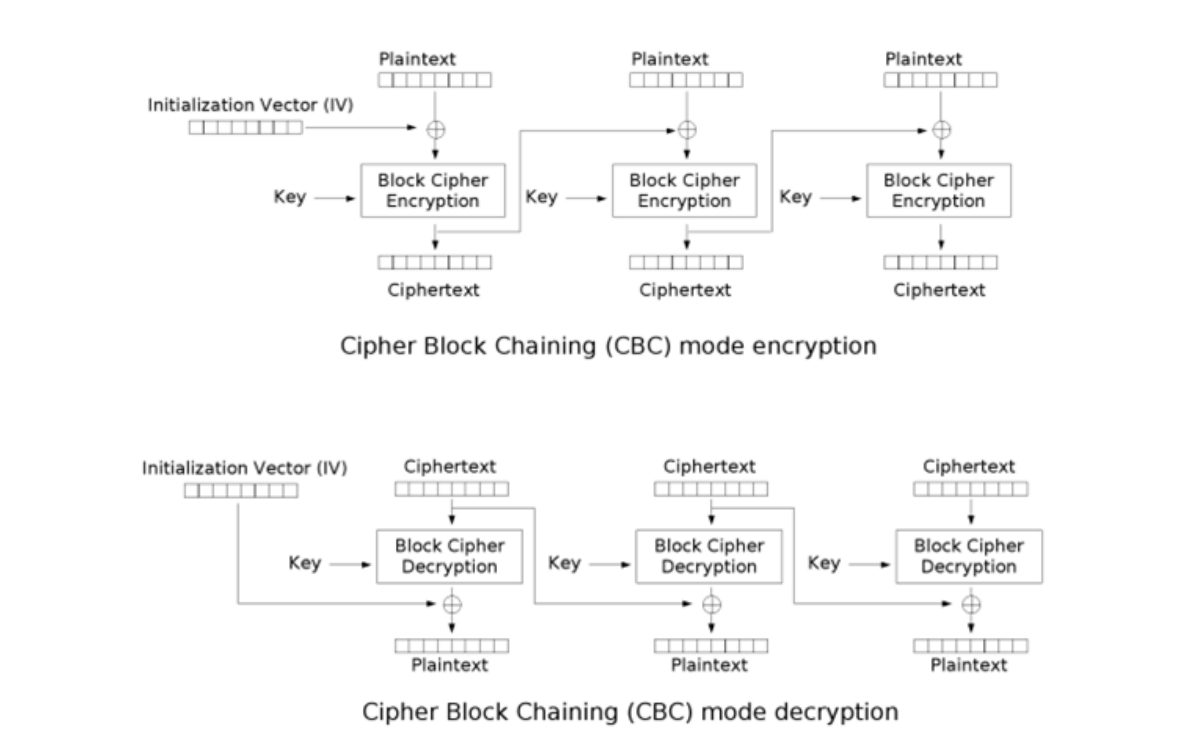 Plaintext Plaintext Plaintext
Initialization Vector (IV)
Key Block Cipher Encryption Key Block Cipher Encryption Key Block Cipher Encryption
Ciphertext Ciphertext Ciphertext
Cipher Block Chaining (CBC) mode encryption
Initialization Vector (IV) Ciphertext Ciphertext Ciphertext
Key Block Cipher Decryption Key Block Cipher Decryption Key Block Cipher Decryption
Plaintext Plaintext Plaintext
Cipher Block Chaining (CBC) mode decryption